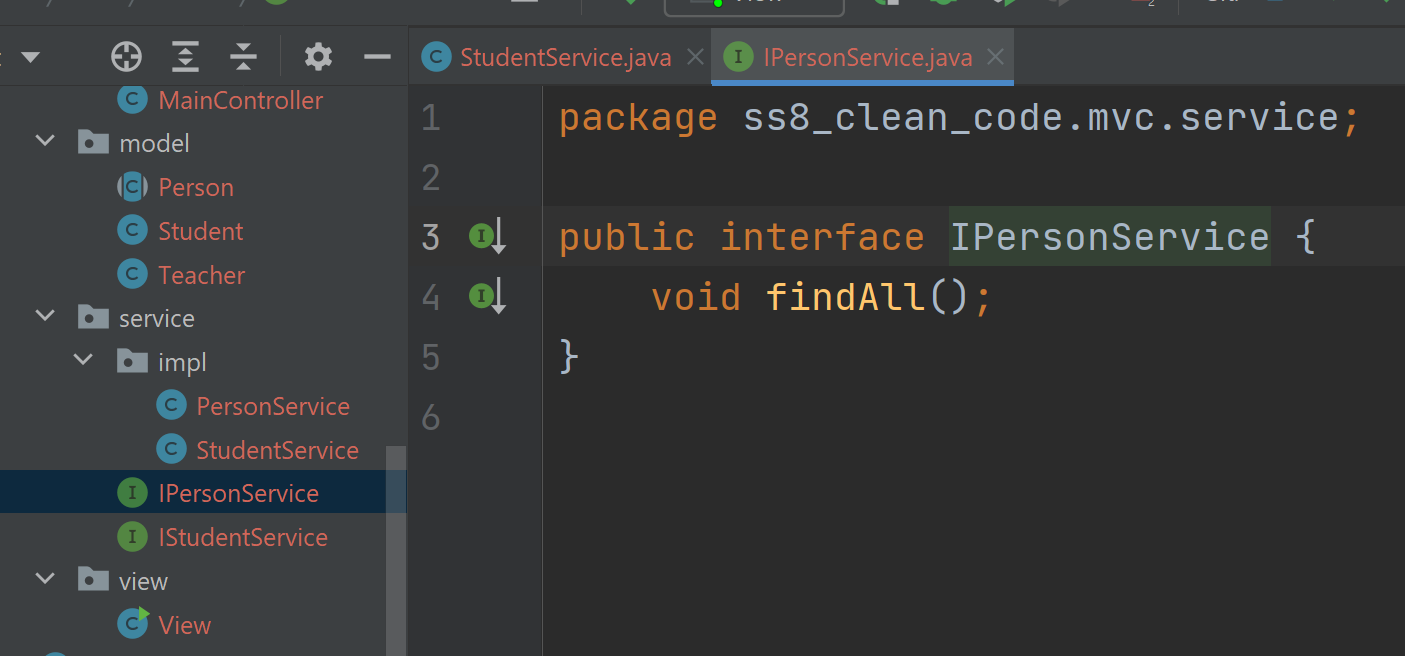 StudentService.java
IPersonService.java
MainController
model
Person
Student
Teacher
service
impl
PersonService
StudentService
IPersonService
IStudentService
view
View
1 package ss8_clean_code.mvc.service;
2
3 public interface IPersonService {
4 void findAll();
5 }
6